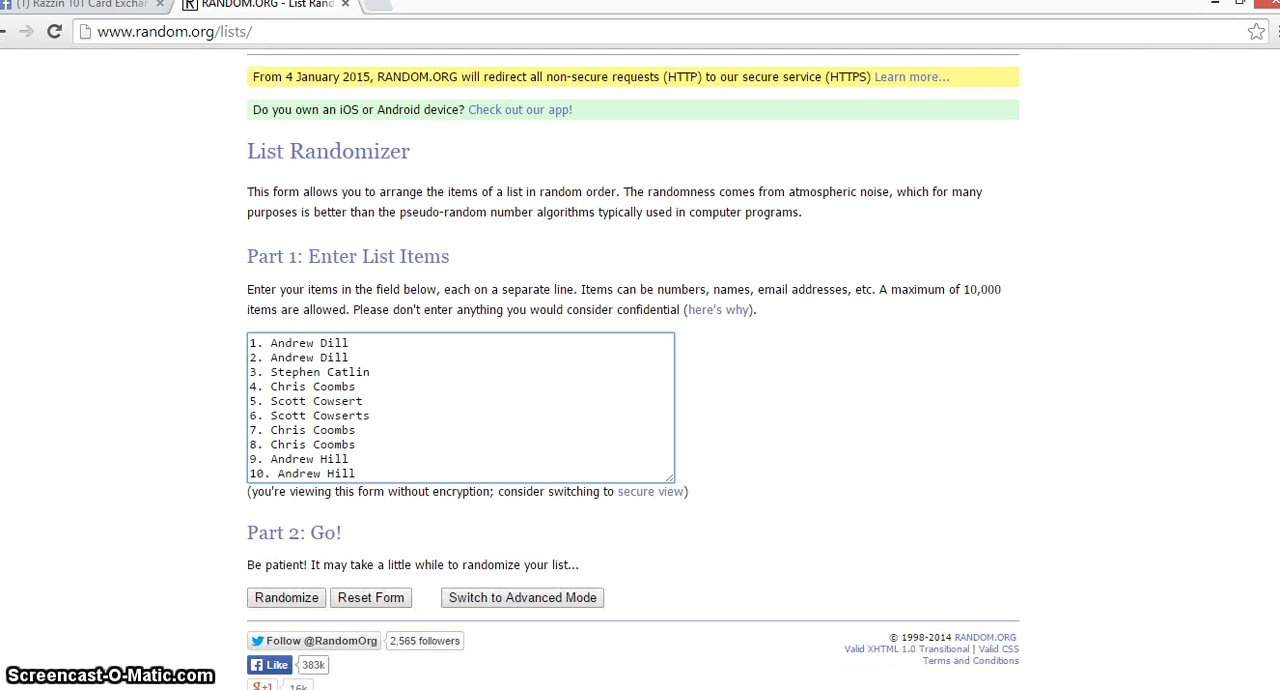 (1) Razzin 101 Card Exchan
RANDOM.ORG - List Rand
www.random.org/lists/
From 4 January 2015, RANDOM.ORG will redirect all non-secure requests (HTTP) to our secure service (HTTPS) Learn more...
Do you own an iOS or Android device? Check out our app!
List Randomizer
This form allows you to arrange the items of a list in random order. The randomness comes from atmospheric noise, which for many
purposes is better than the pseudo-random number algorithms typically used in computer programs.
Part 1: Enter List Items
Enter your items in the field below, each on a separate line. Items can be numbers, names, email addresses, etc. A maximum of 10,000
items are allowed. Please don't enter anything you would consider confidential (here's why).
1. Andrew Dill
2. Andrew Dill
3. Stephen Catlin
4. Chris Coombs
5. Scott Cowsert
6. Scott Cowserts
7. Chris Coombs
8. Chris Coombs
9. Andrew Hill
10. Andrew Hill
(you're viewing this form without encryption; consider switching to secure view)
Part 2: Go!
Be patient! It may take a little while to randomize your list...
Randomize Reset Form Switch to Advanced Mode
Follow @RandomOrg 2,565 followers
© 1998-2014 RANDOM.ORG
Valid XHTML 1.0 Transitional | Valid CSS
Terms and Conditions
Like 383k
g+1 16k
Screencast-O-Matic.com